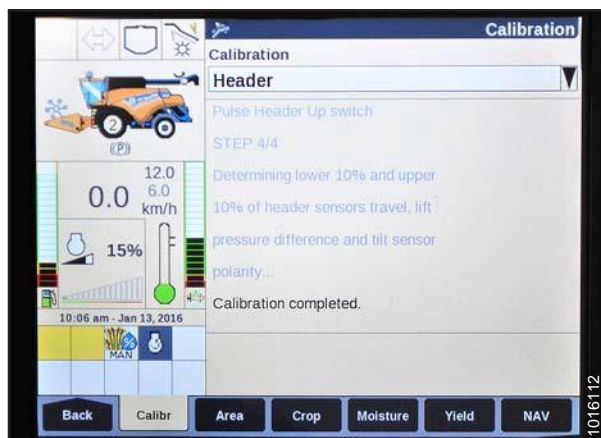 Calibration
Calibration
Header
Pulse Header Up switch
STEP 4/4
Determining lower 10% and upper
10% of header sensors travel, lift
pressure difference and tilt sensor
polarity...
Calibration completed.
2
(P)
12.0
0.0
6.0
km/h
15%
10:06 am - Jan 13, 2016
MAN
Back
Calibr
Area
Crop
Moisture
Yield
NAV
1016112